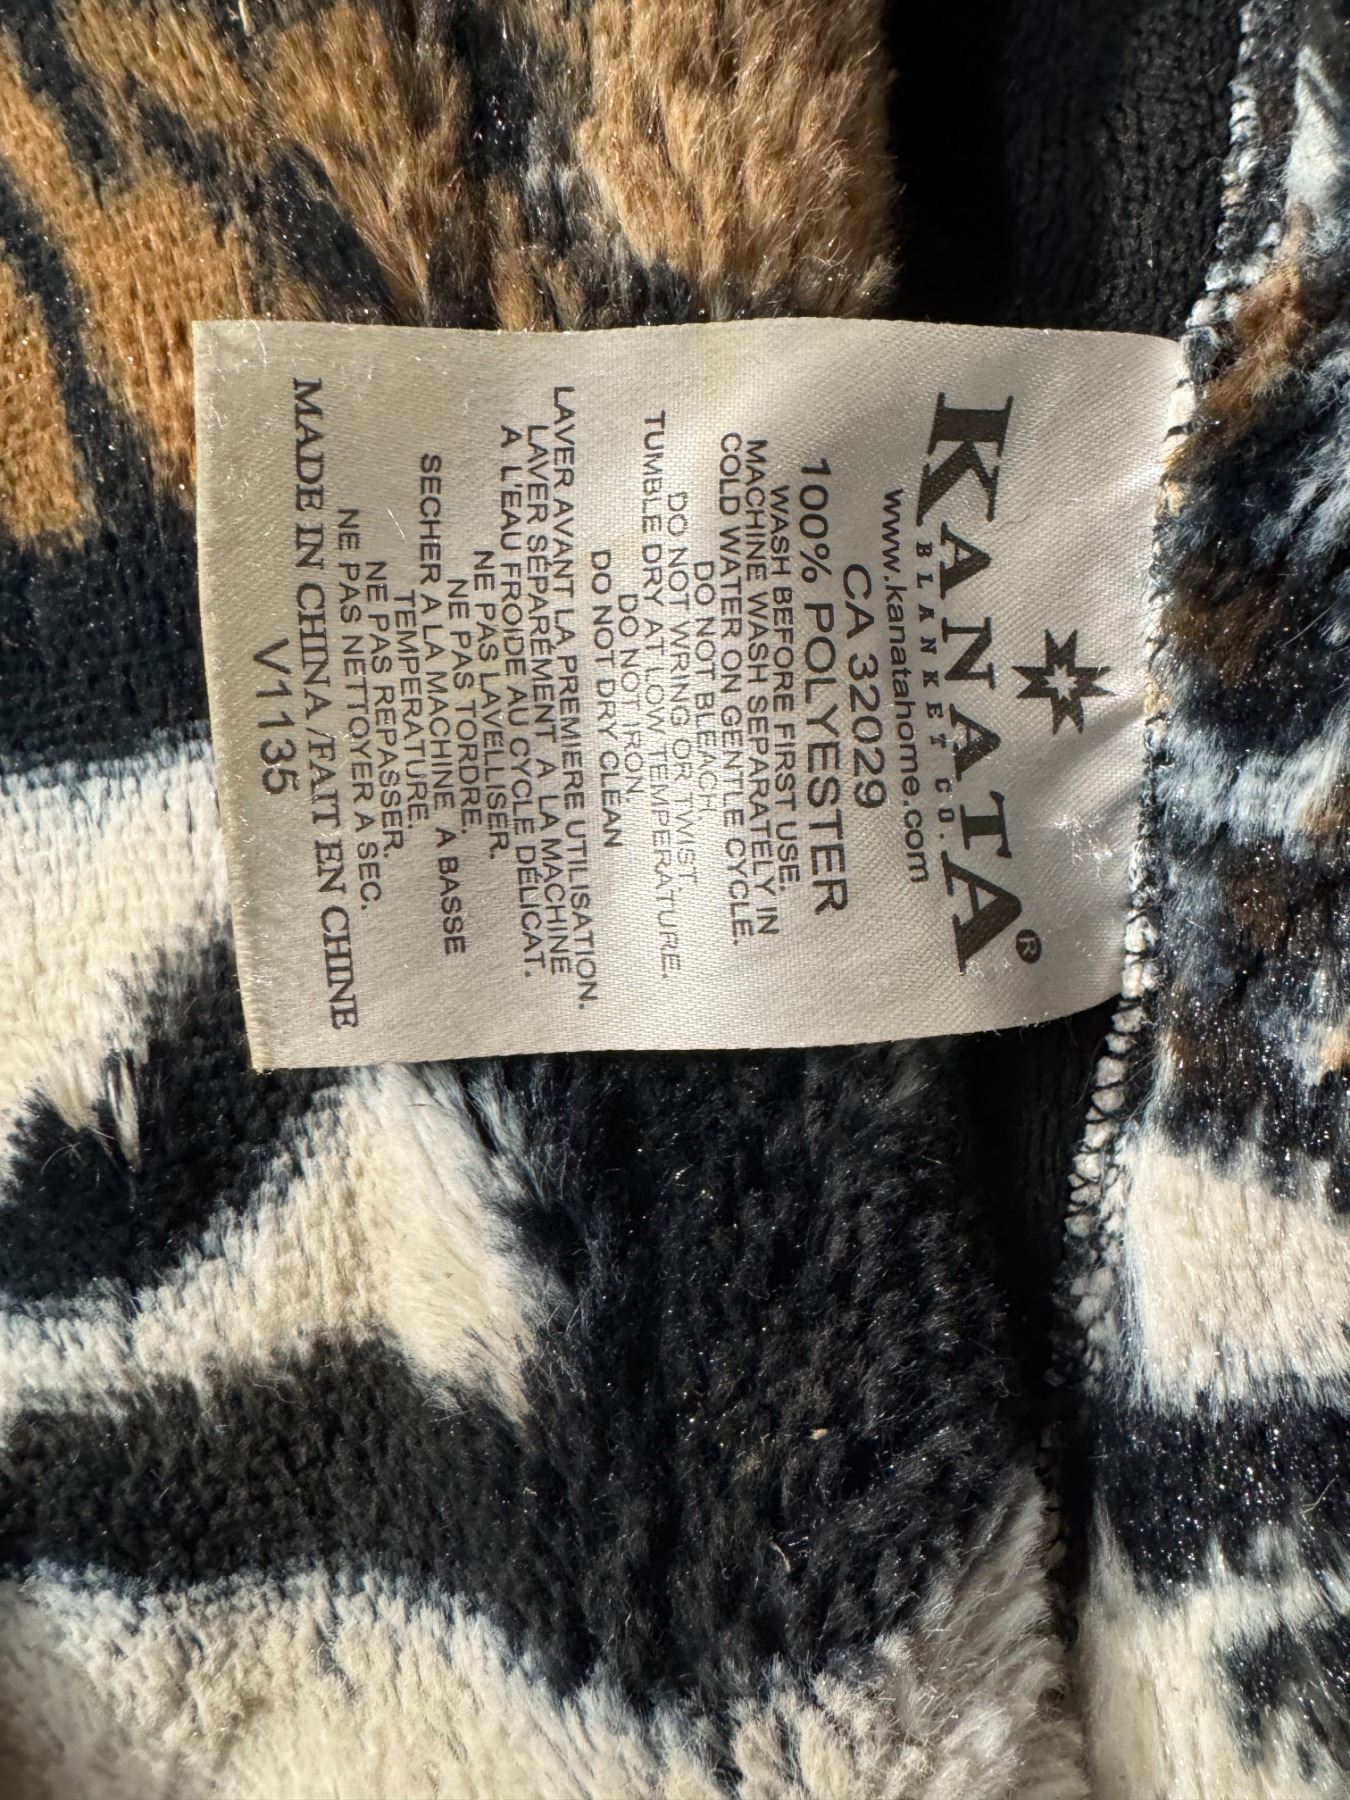 KANATA®
BLANKET CO.
www.kanatahome.com
CA 32029
100% POLYESTER
WASH BEFORE FIRST USE.
MACHINE WASH SEPARATELY IN
COLD WATER ON GENTLE CYCLE.
DO NOT BLEACH.
DO NOT WRING OR TWIST.
TUMBLE DRY AT LOW TEMPERATURE.
DO NOT IRON.
DO NOT DRY CLEAN
LAVER AVANT LA PREMIERE UTILISATION.
LAVER SÉPARÉMENT A LA MACHINE
A L'EAU FROIDE AU CYCLE DÉLICAT.
NE PAS LAVELLISER.
NE PAS TORDRE.
SECHER A LA MACHINE A BASSE
TEMPERATURE.
NE PAS REPASSER.
NE PAS NETTOYER A SEC.
MADE IN CHINA /FAIT EN CHINE
V1135